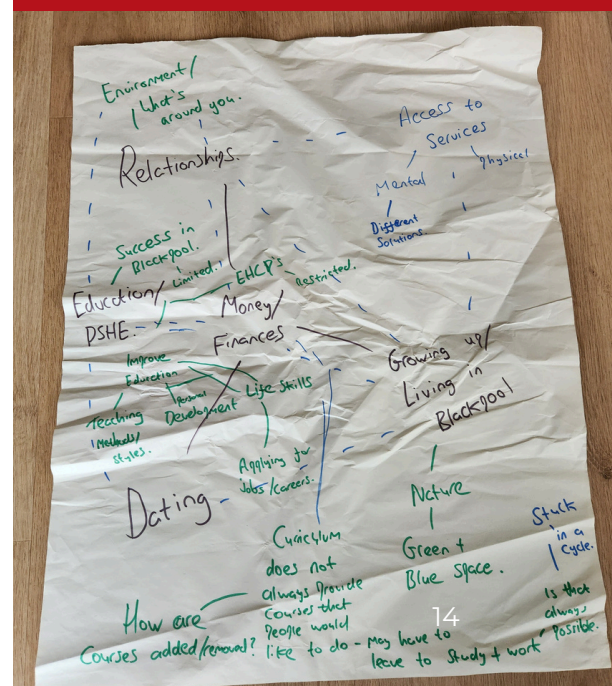 Environment/
What's
around you.
Relationships.
Access to
Services
Mental
Physical
Different
Solutions.
Success in
Blackpool.
Limited.
EHCP's
Restricted.
Education/
PSHE.
Money/
Finances
Growing up/
Living in
Blackpool
Improve
Education
Personal
Development
Life Skills
Teaching
Methods/
Styles.
Applying for
Jobs/careers.
Dating
Nature
Green +
Blue Space.
Stuck
in a
cycle.
Is that
always
possible.
Curiculum
does not
always provide
courses that
people would
like to do - may have to
leave to study + work
How are
courses added/removed?
14